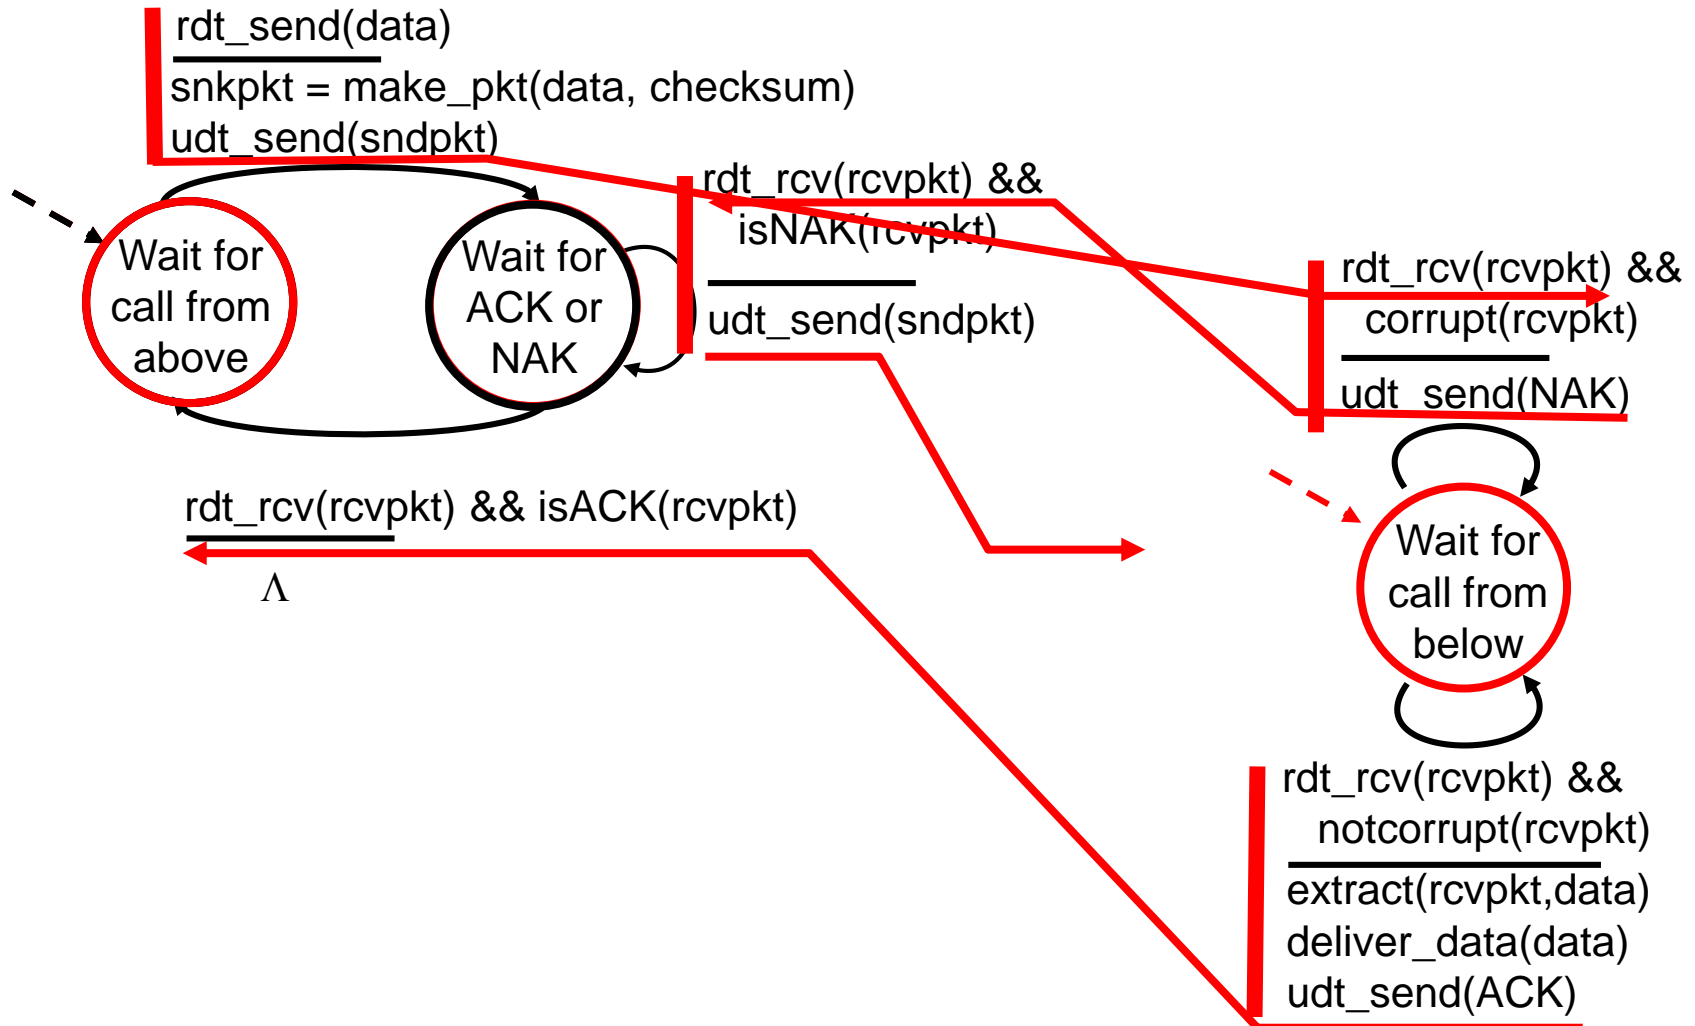 rdt_send(data)
snkpkt = make_pkt(data, checksum)
udt_send(sndpkt)
rdt_rcv(rcvpkt) &&
isNAK(rcvpkt)
udt_send(sndpkt)
Wait for
call from
above
Wait for
ACK or
NAK
rdt_rcv(rcvpkt) && isACK(rcvpkt)
Λ
rdt_rcv(rcvpkt) &&
corrupt(rcvpkt)
udt_send(NAK)
Wait for
call from
below
rdt_rcv(rcvpkt) &&
notcorrupt(rcvpkt)
extract(rcvpkt,data)
deliver_data(data)
udt_send(ACK)